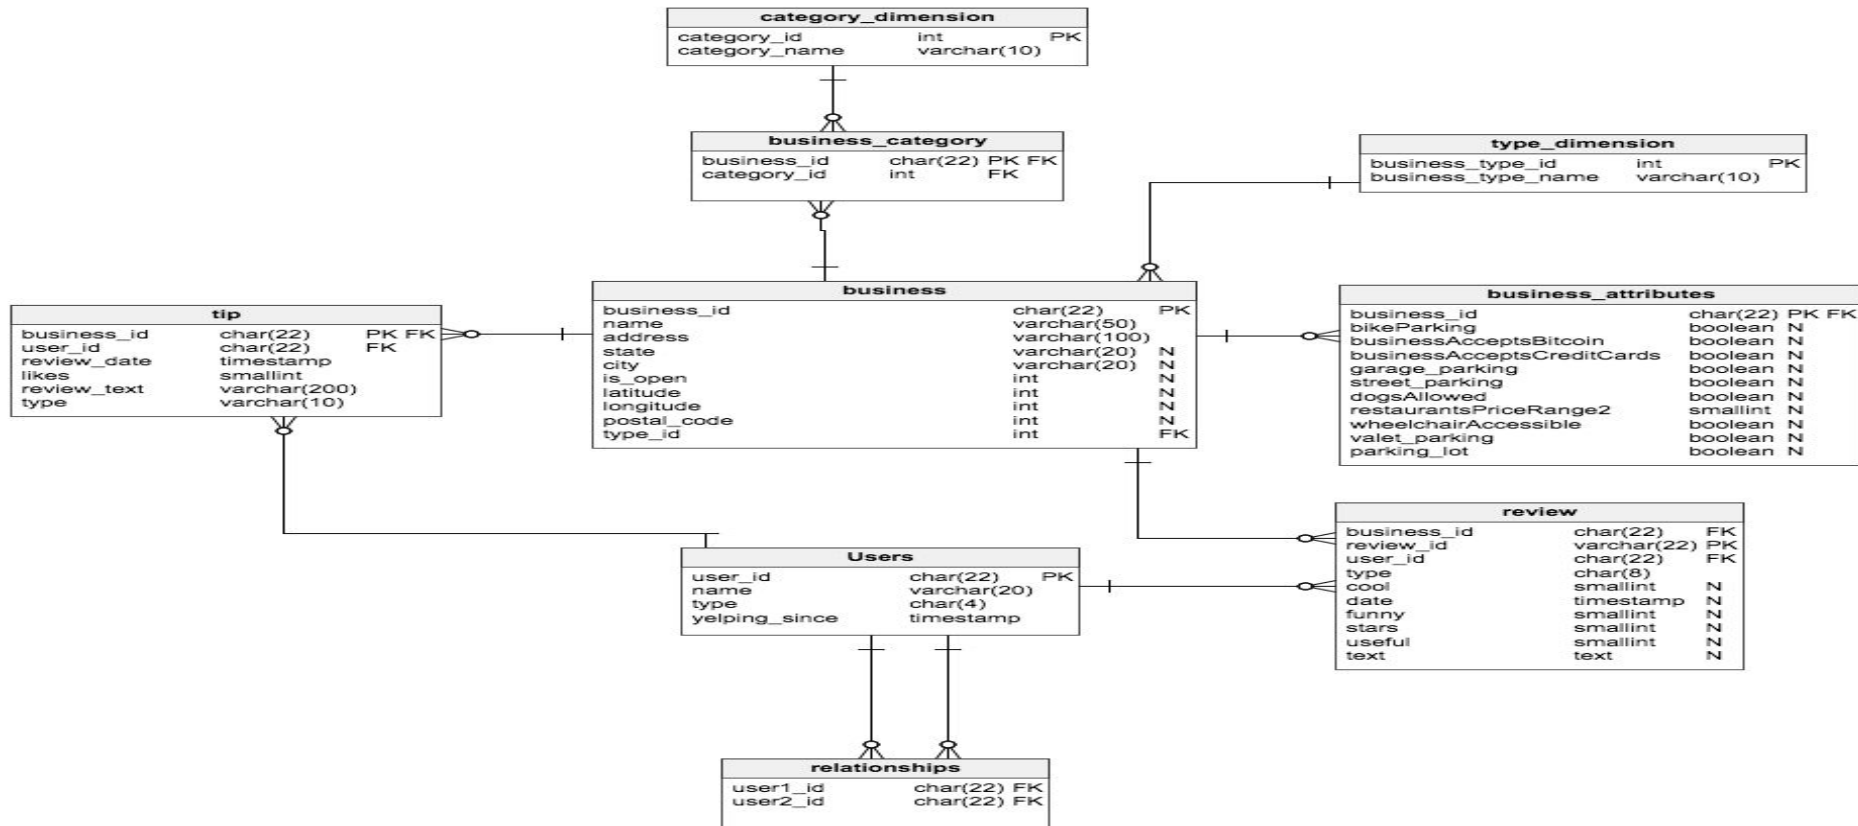 category_dimension
category_id int PK
category_name varchar(10)
business_category
business_id char(22) PK FK
category_id int FK
type_dimension
business_type_id int PK
business_type_name varchar(10)
business
business_id char(22) PK
name varchar(50)
address varchar(100)
state varchar(20) N
city varchar(20) N
is_open int N
latitude int N
longitude int N
postal_code int N
type_id int FK
tip
business_id char(22) PK FK
user_id char(22) FK
review_date timestamp
likes smallint
review_text varchar(200)
type varchar(10)
business_attributes
business_id char(22) PK FK
bikeParking boolean N
businessAcceptsBitcoin boolean N
businessAcceptsCreditCards boolean N
garage_parking boolean N
street_parking boolean N
dogsAllowed boolean N
restaurantsPriceRange2 smallint N
wheelchairAccessible boolean N
valet_parking boolean N
parking_lot boolean N
review
business_id char(22) FK
review_id varchar(22) PK
user_id char(22) FK
type char(8)
cool smallint N
date timestamp N
funny smallint N
stars smallint N
useful smallint N
text text N
Users
user_id char(22) PK
name varchar(20)
type char(4)
yelping_since timestamp
relationships
user1_id char(22) FK
user2_id char(22) FK